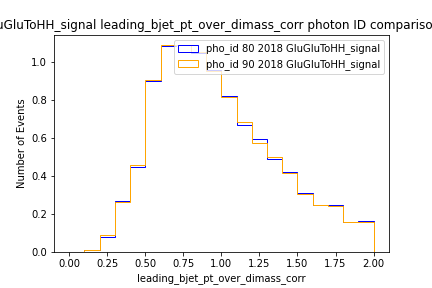 uGluToHH_signal leading_bjet_pt_over_dimass_corr photon ID compariso
pho_id 80 2018 GluGluToHH_signal
pho_id 90 2018 GluGluToHH_signal
Number of Events
1.0
0.8
0.6
0.4
0.2
0.0
0.00 0.25 0.50 0.75 1.00 1.25 1.50 1.75 2.00
leading_bjet_pt_over_dimass_corr